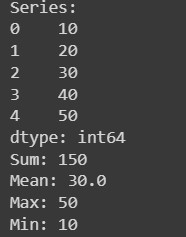 Series:
0    10
1    20
2    30
3    40
4    50
dtype: int64
Sum: 150
Mean: 30.0
Max: 50
Min: 10